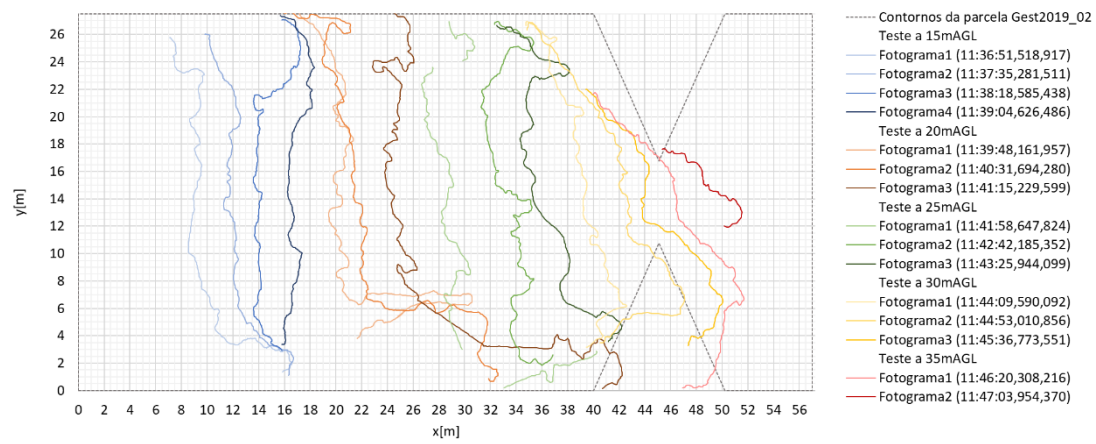 26
24
22
20
18
16
14
12
10
8
6
4
2
0
y[m]
0 2 4 6 8 10 12 14 16 18 20 22 24 26 28 30 32 34 36 38 40 42 44 46 48 50 52 54 56
x[m]
Contornos da parcela Gest2019_02
Teste a 15mAGL
Fotograma1 (11:36:51,518,917)
Fotograma2 (11:37:35,281,511)
Fotograma3 (11:38:18,585,438)
Fotograma4 (11:39:04,626,486)
Teste a 20mAGL
Fotograma1 (11:39:48,161,957)
Fotograma2 (11:40:31,694,280)
Fotograma3 (11:41:15,229,599)
Teste a 25mAGL
Fotograma1 (11:41:58,647,824)
Fotograma2 (11:42:42,185,352)
Fotograma3 (11:43:25,944,099)
Teste a 30mAGL
Fotograma1 (11:44:09,590,092)
Fotograma2 (11:44:53,010,856)
Fotograma3 (11:45:36,773,551)
Teste a 35mAGL
Fotograma1 (11:46:20,308,216)
Fotograma2 (11:47:03,954,370)